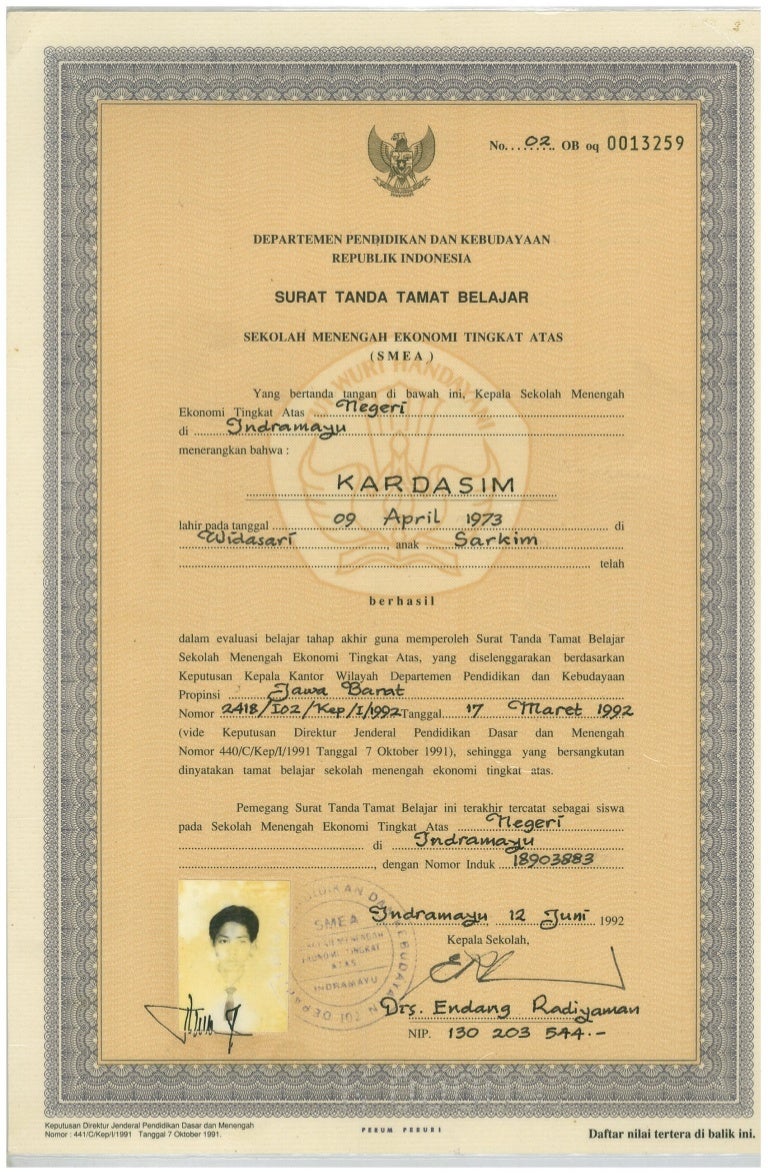 No. ...02... OB oq 0013259
DEPARTEMEN PENDIDIKAN DAN KEBUDAYAAN
REPUBLIK INDONESIA
SURAT TANDA TAMAT BELAJAR
SEKOLAH MENENGAH EKONOMI TINGKAT ATAS
(SMEA)
Yang bertanda tangan di bawah ini, Kepala Sekolah Menengah
Ekonomi Tingkat Atas Negeri
di Indramayu
menerangkan bahwa :
KARDASIM
lahir pada tanggal 09 April 1973 di
Widasari, anak Sarkim
telah
berhasil
dalam evaluasi belajar tahap akhir guna memperoleh Surat Tanda Tamat Belajar
Sekolah Menengah Ekonomi Tingkat Atas, yang diselenggarakan berdasarkan
Keputusan Kepala Kantor Wilayah Departemen Pendidikan dan Kebudayaan
Propinsi Jawa Barat
Nomor 2418/I02/Kep/I/1992 Tanggal 17 Maret 1992
(vide Keputusan Direktur Jenderal Pendidikan Dasar dan Menengah
Nomor 440/C/Kep/I/1991 Tanggal 7 Oktober 1991), sehingga yang bersangkutan
dinyatakan tamat belajar sekolah menengah ekonomi tingkat atas.
Pemegang Surat Tanda Tamat Belajar ini terakhir tercatat sebagai siswa
pada Sekolah Menengah Ekonomi Tingkat Atas Negeri
di Indramayu
, dengan Nomor Induk 18903883
Indramayu 12 Juni 1992
Kepala Sekolah,
SMEA
TINGKAT
ATAS
INDRAMAYU
Drs. Endang Radiyaman
NIP. 130 203 544.-
Keputusan Direktur Jenderal Pendidikan Dasar dan Menengah
Nomor : 441/C/Kep/I/1991 Tanggal 7 Oktober 1991.
PERUM PERURI
Daftar nilai tertera di balik ini.